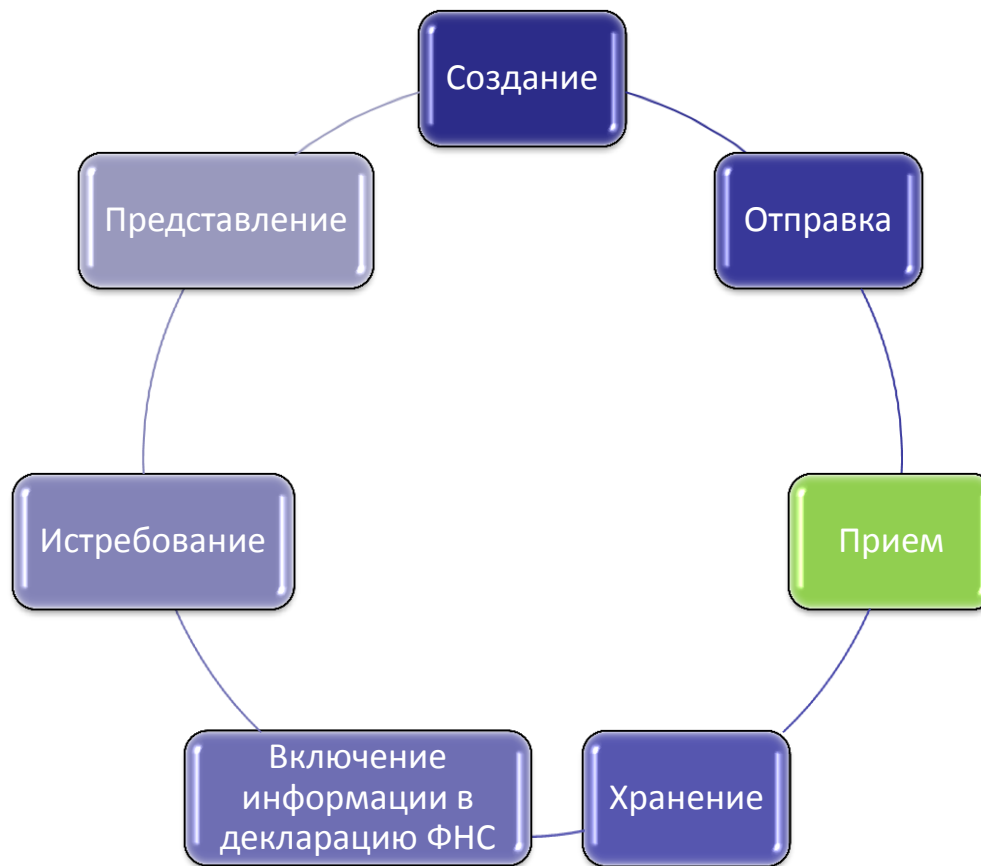 Создание
Отправка
Прием
Хранение
Включение
информации в
декларацию ФНС
Истребование
Представление